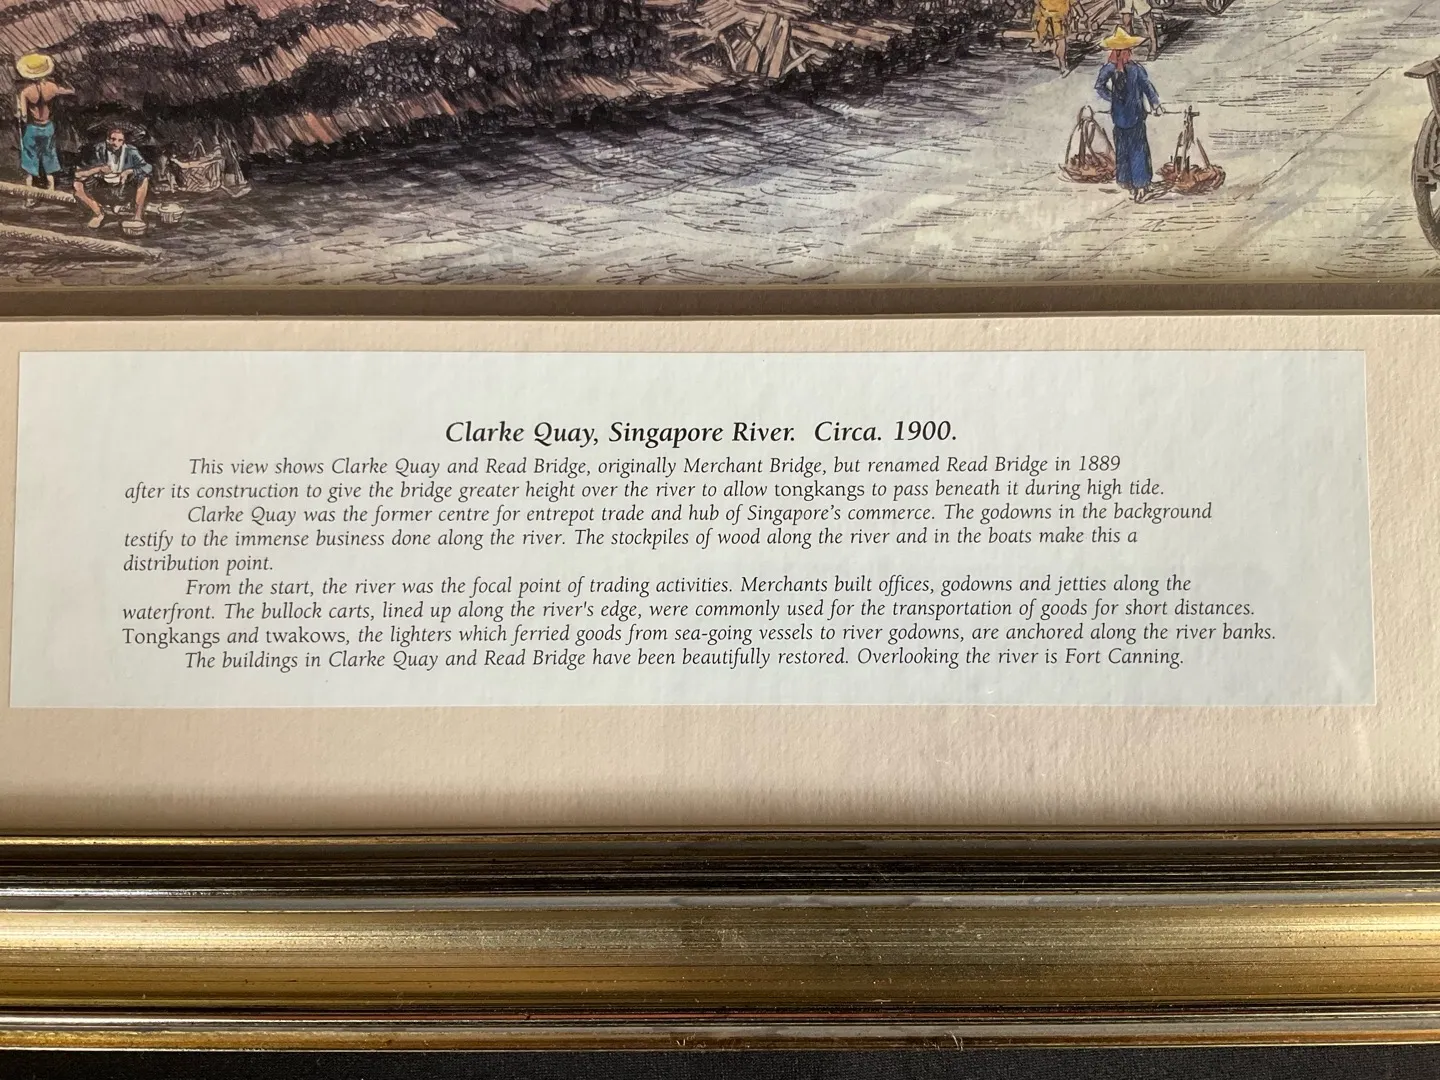 Clarke Quay, Singapore River. Circa. 1900.
This view shows Clarke Quay and Read Bridge, originally Merchant Bridge, but renamed Read Bridge in 1889
after its construction to give the bridge greater height over the river to allow tongkangs to pass beneath it during high tide.
Clarke Quay was the former centre for entrepot trade and hub of Singapore's commerce. The godowns in the background
testify to the immense business done along the river. The stockpiles of wood along the river and in the boats make this a
distribution point.
From the start, the river was the focal point of trading activities. Merchants built offices, godowns and jetties along the
waterfront. The bullock carts, lined up along the river's edge, were commonly used for the transportation of goods for short distances.
Tongkangs and twakows, the lighters which ferried goods from sea-going vessels to river godowns, are anchored along the river banks.
The buildings in Clarke Quay and Read Bridge have been beautifully restored. Overlooking the river is Fort Canning.